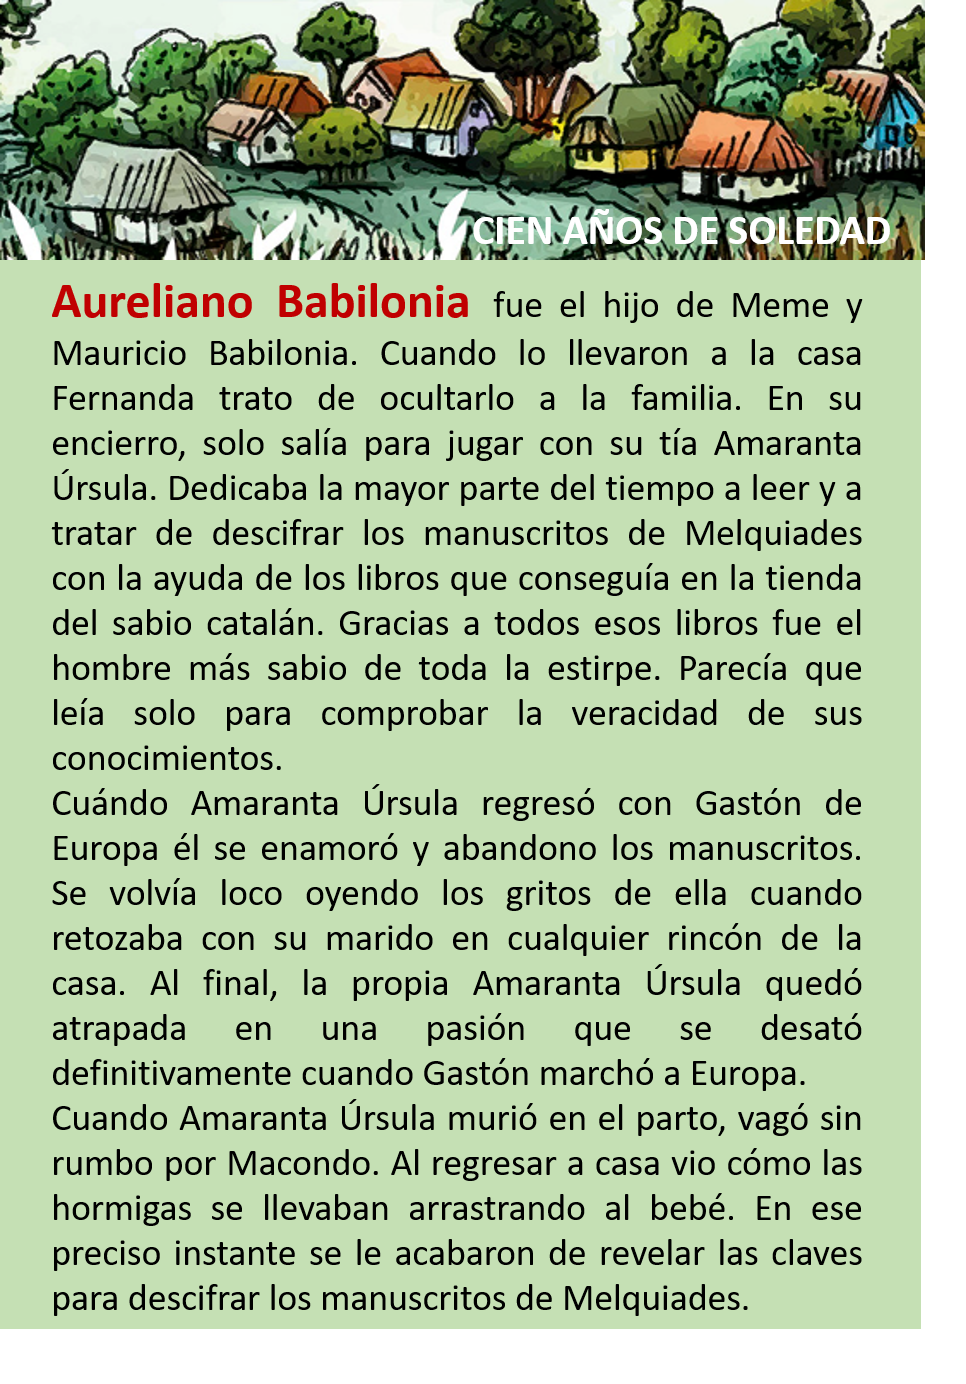 CIEN AÑOS DE SOLEDAD
Aureliano Babilonia fue el hijo de Meme y
Mauricio Babilonia. Cuando lo llevaron a la casa
Fernanda trato de ocultarlo a la familia. En su
encierro, solo salía para jugar con su tía Amaranta
Úrsula. Dedicaba la mayor parte del tiempo a leer y a
tratar de descifrar los manuscritos de Melquiades
con la ayuda de los libros que conseguía en la tienda
del sabio catalán. Gracias a todos esos libros fue el
hombre más sabio de toda la estirpe. Parecía que
leía solo para comprobar la veracidad de sus
conocimientos.
Cuándo Amaranta Úrsula regresó con Gastón de
Europa él se enamoró y abandono los manuscritos.
Se volvía loco oyendo los gritos de ella cuando
retozaba con su marido en cualquier rincón de la
casa. Al final, la propia Amaranta Úrsula quedó
atrapada en una pasión que se desató
definitivamente cuando Gastón marchó a Europa.
Cuando Amaranta Úrsula murió en el parto, vagó sin
rumbo por Macondo. Al regresar a casa vio cómo las
hormigas se llevaban arrastrando al bebé. En ese
preciso instante se le acabaron de revelar las claves
para descifrar los manuscritos de Melquiades.